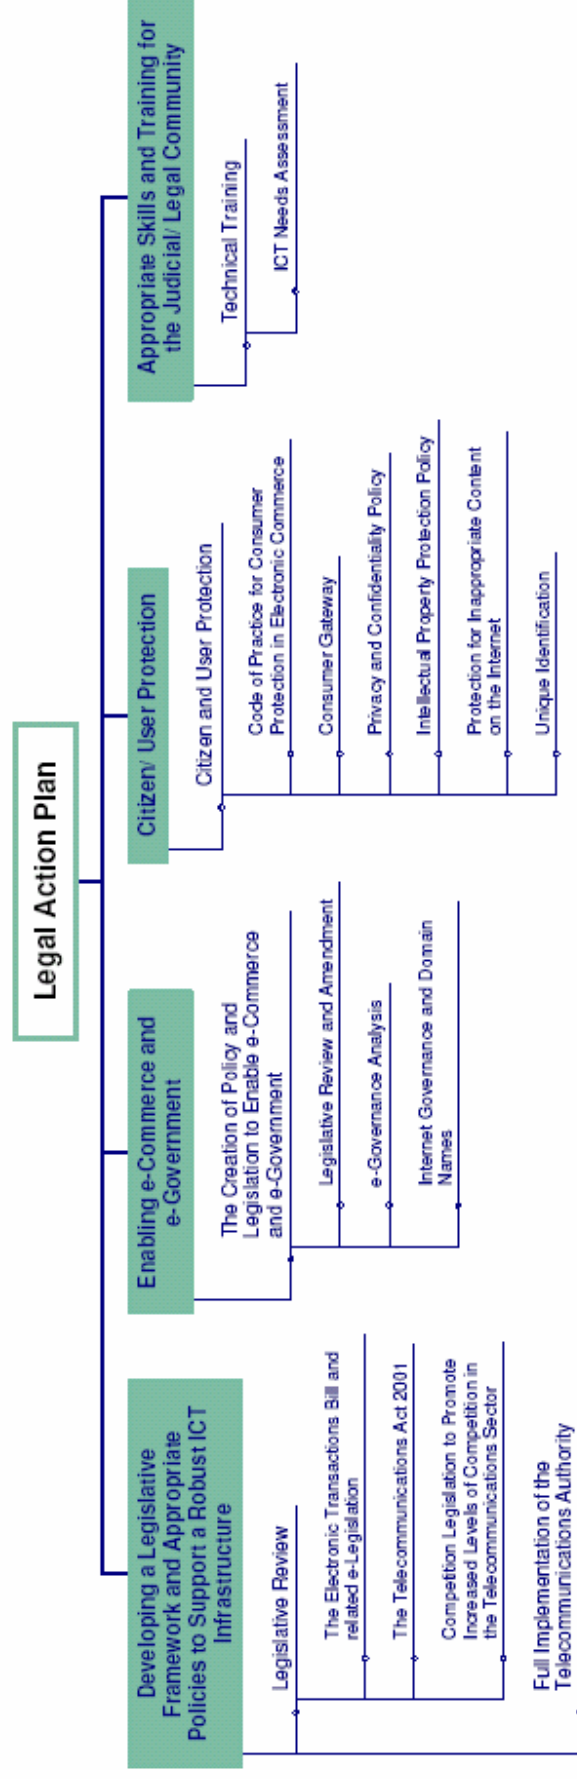 Legal Action Plan
Developing a Legislative
Framework and Appropriate
Policies to Support a Robust ICT
Infrastructure
Legislative Review
The Electronic Transactions Bill and
related e-Legislation
The Telecommunications Act 2001
Competition Legislation to Promote
Increased Levels of Competition in
the Telecommunications Sector
Full Implementation of the
Telecommunications Authority
Enabling e-Commerce and
e-Government
The Creation of Policy and
Legislation to Enable e-Commerce
and e-Government
Legislative Review and Amendment
e-Governance Analysis
Internet Governance and Domain
Names
Citizen/ User Protection
Citizen and User Protection
Code of Practice for Consumer
Protection in Electronic Commerce
Consumer Gateway
Privacy and Confidentiality Policy
Intellectual Property Protection Policy
Protection for Inappropriate Content
on the Internet
Unique Identification
Appropriate Skills and Training for
the Judicial/ Legal Community
Technical Training
ICT Needs Assessment